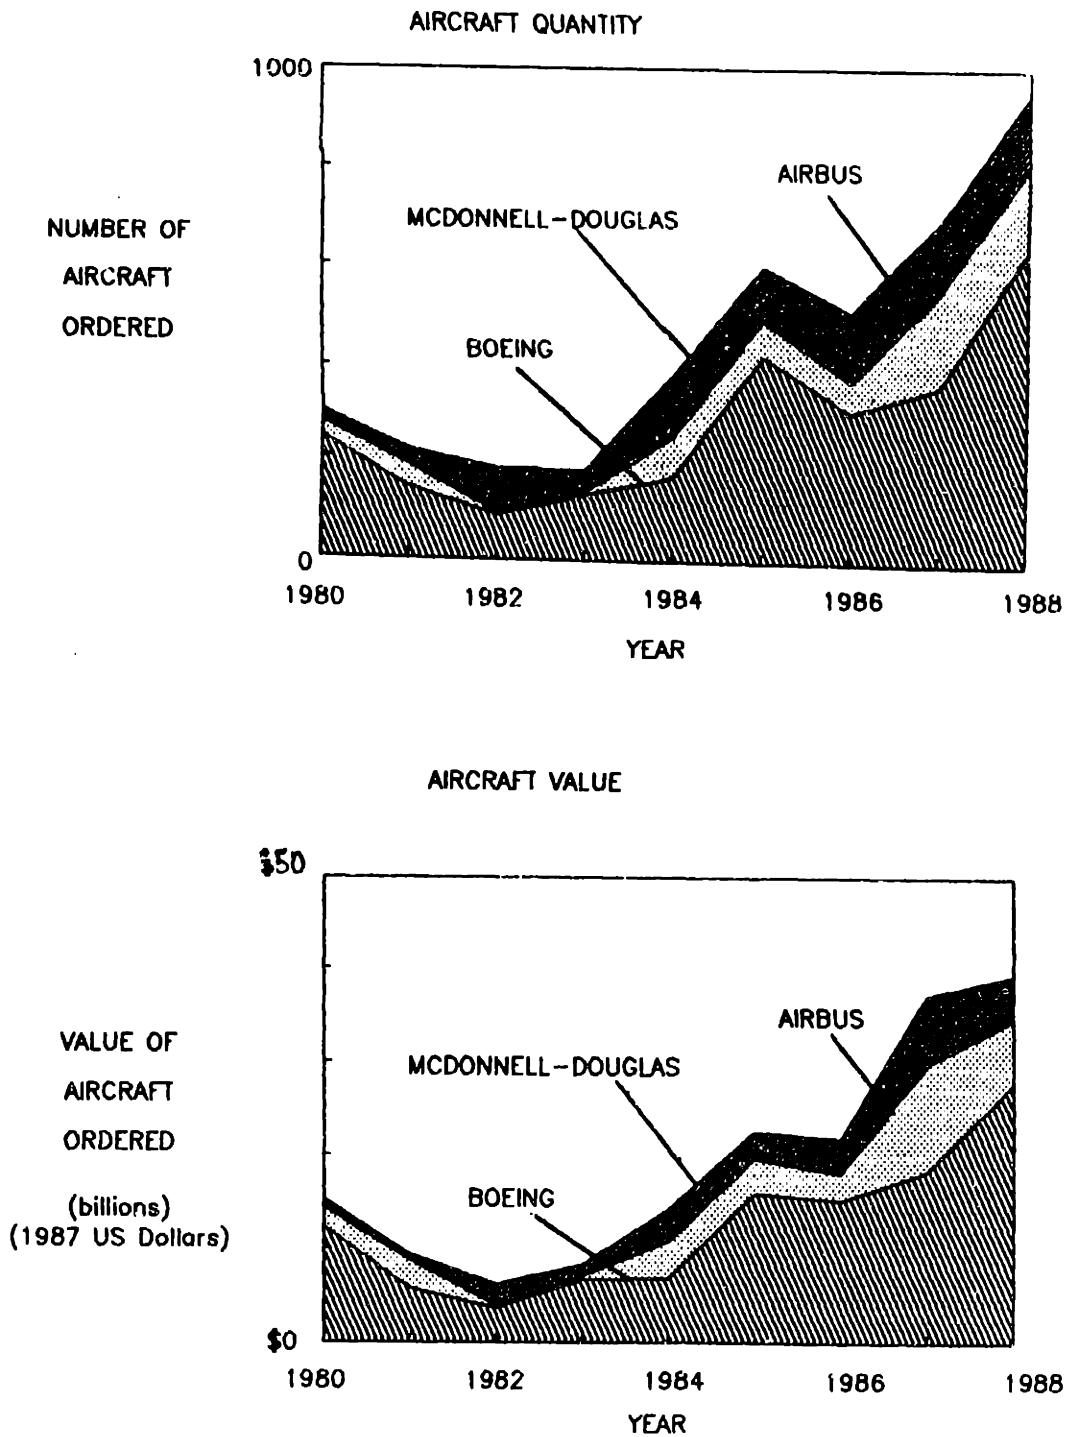 AIRCRAFT QUANTITY
1000
AIRBUS
MCDONNELL-DOUGLAS
NUMBER OF
AIRCRAFT
ORDERED
BOEING
0
1980 1982 1984 1986 1988
YEAR
AIRCRAFT VALUE
$50
AIRBUS
VALUE OF
MCDONNELL-DOUGLAS
AIRCRAFT
ORDERED
BOEING
(billions)
(1987 US Dollars)
$0
1980 1982 1984 1986 1988
YEAR